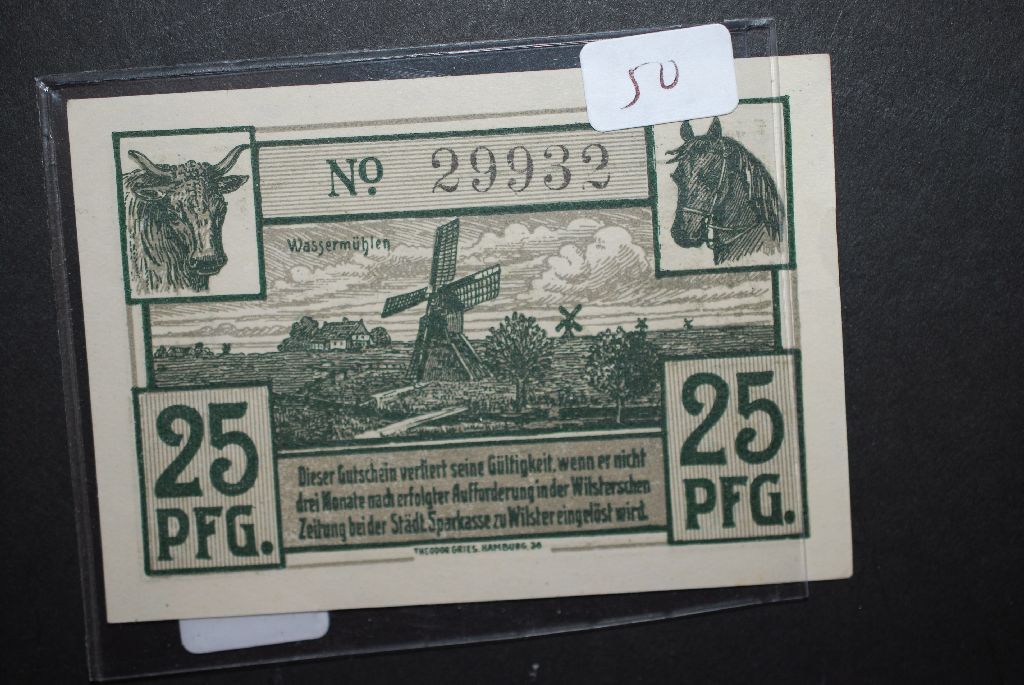 50
No. 29932
Wassermühlen
25 PFG.
25 PFG.
Dieser Gutschein verliert seine Gültigkeit, wenn er nicht
drei Monate nach erfolgter Aufforderung in der Wilsterschen
Zeitung bei der Städt. Sparkasse zu Wilster eingelöst wird.
THEODOR GRIES, HAMBURG, 36